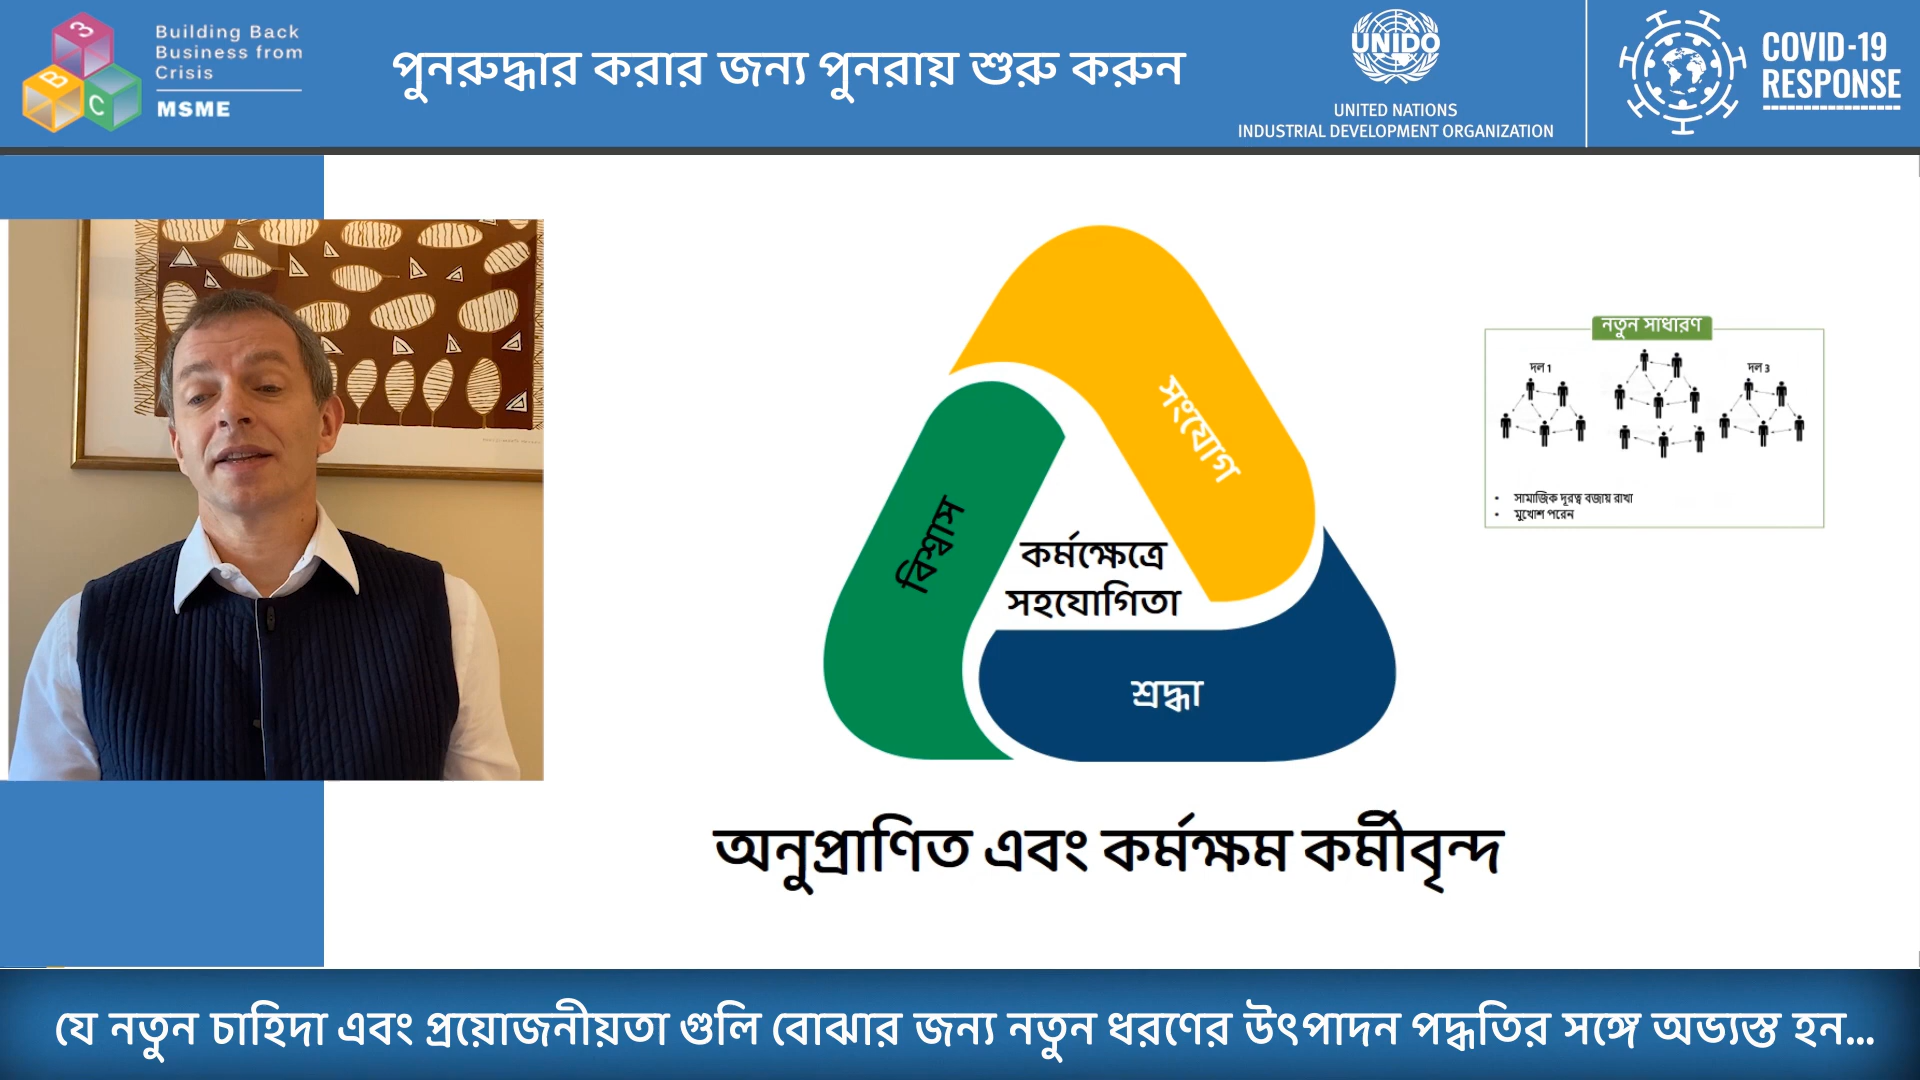 Building Back
Business from
Crisis
MSME
3
B
C
পুনরুদ্ধার করার জন্য পুনরায় শুরু করুন
UNIDO
UNITED NATIONS
INDUSTRIAL DEVELOPMENT ORGANIZATION
COVID-19
RESPONSE
সংযোগ
বিশ্বাস
কর্মক্ষেত্রে
সহযোগিতা
শ্রদ্ধা
নতুন সাধারণ
দল 1
দল 3
• সামাজিক দূরত্ব বজায় রাখা
• মুখোশ পরেন
অনুপ্রাণিত এবং কর্মক্ষম কর্মীবৃন্দ
যে নতুন চাহিদা এবং প্রয়োজনীয়তা গুলি বোঝার জন্য নতুন ধরণের উৎপাদন পদ্ধতির সঙ্গে অভ্যস্ত হন...